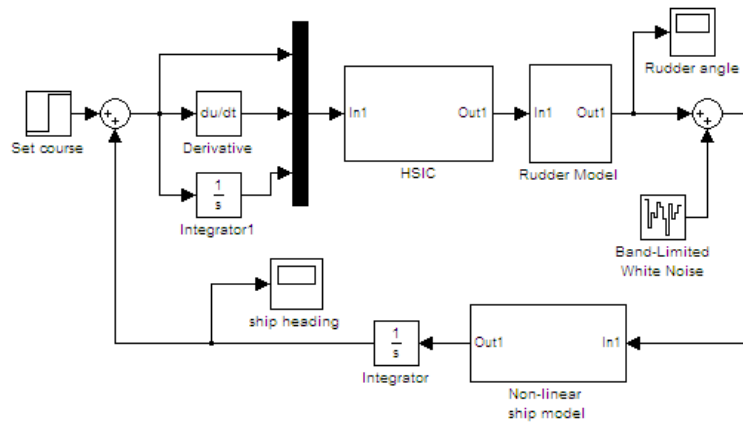 Rudder angle
Set course
+
+
du/dt
Derivative
1
s
Integrator1
In1
Out1
HSIC
In1
Out1
Rudder Model
+
+
Band-Limited
White Noise
ship heading
1
s
Integrator
Out1
In1
Non-linear
ship model